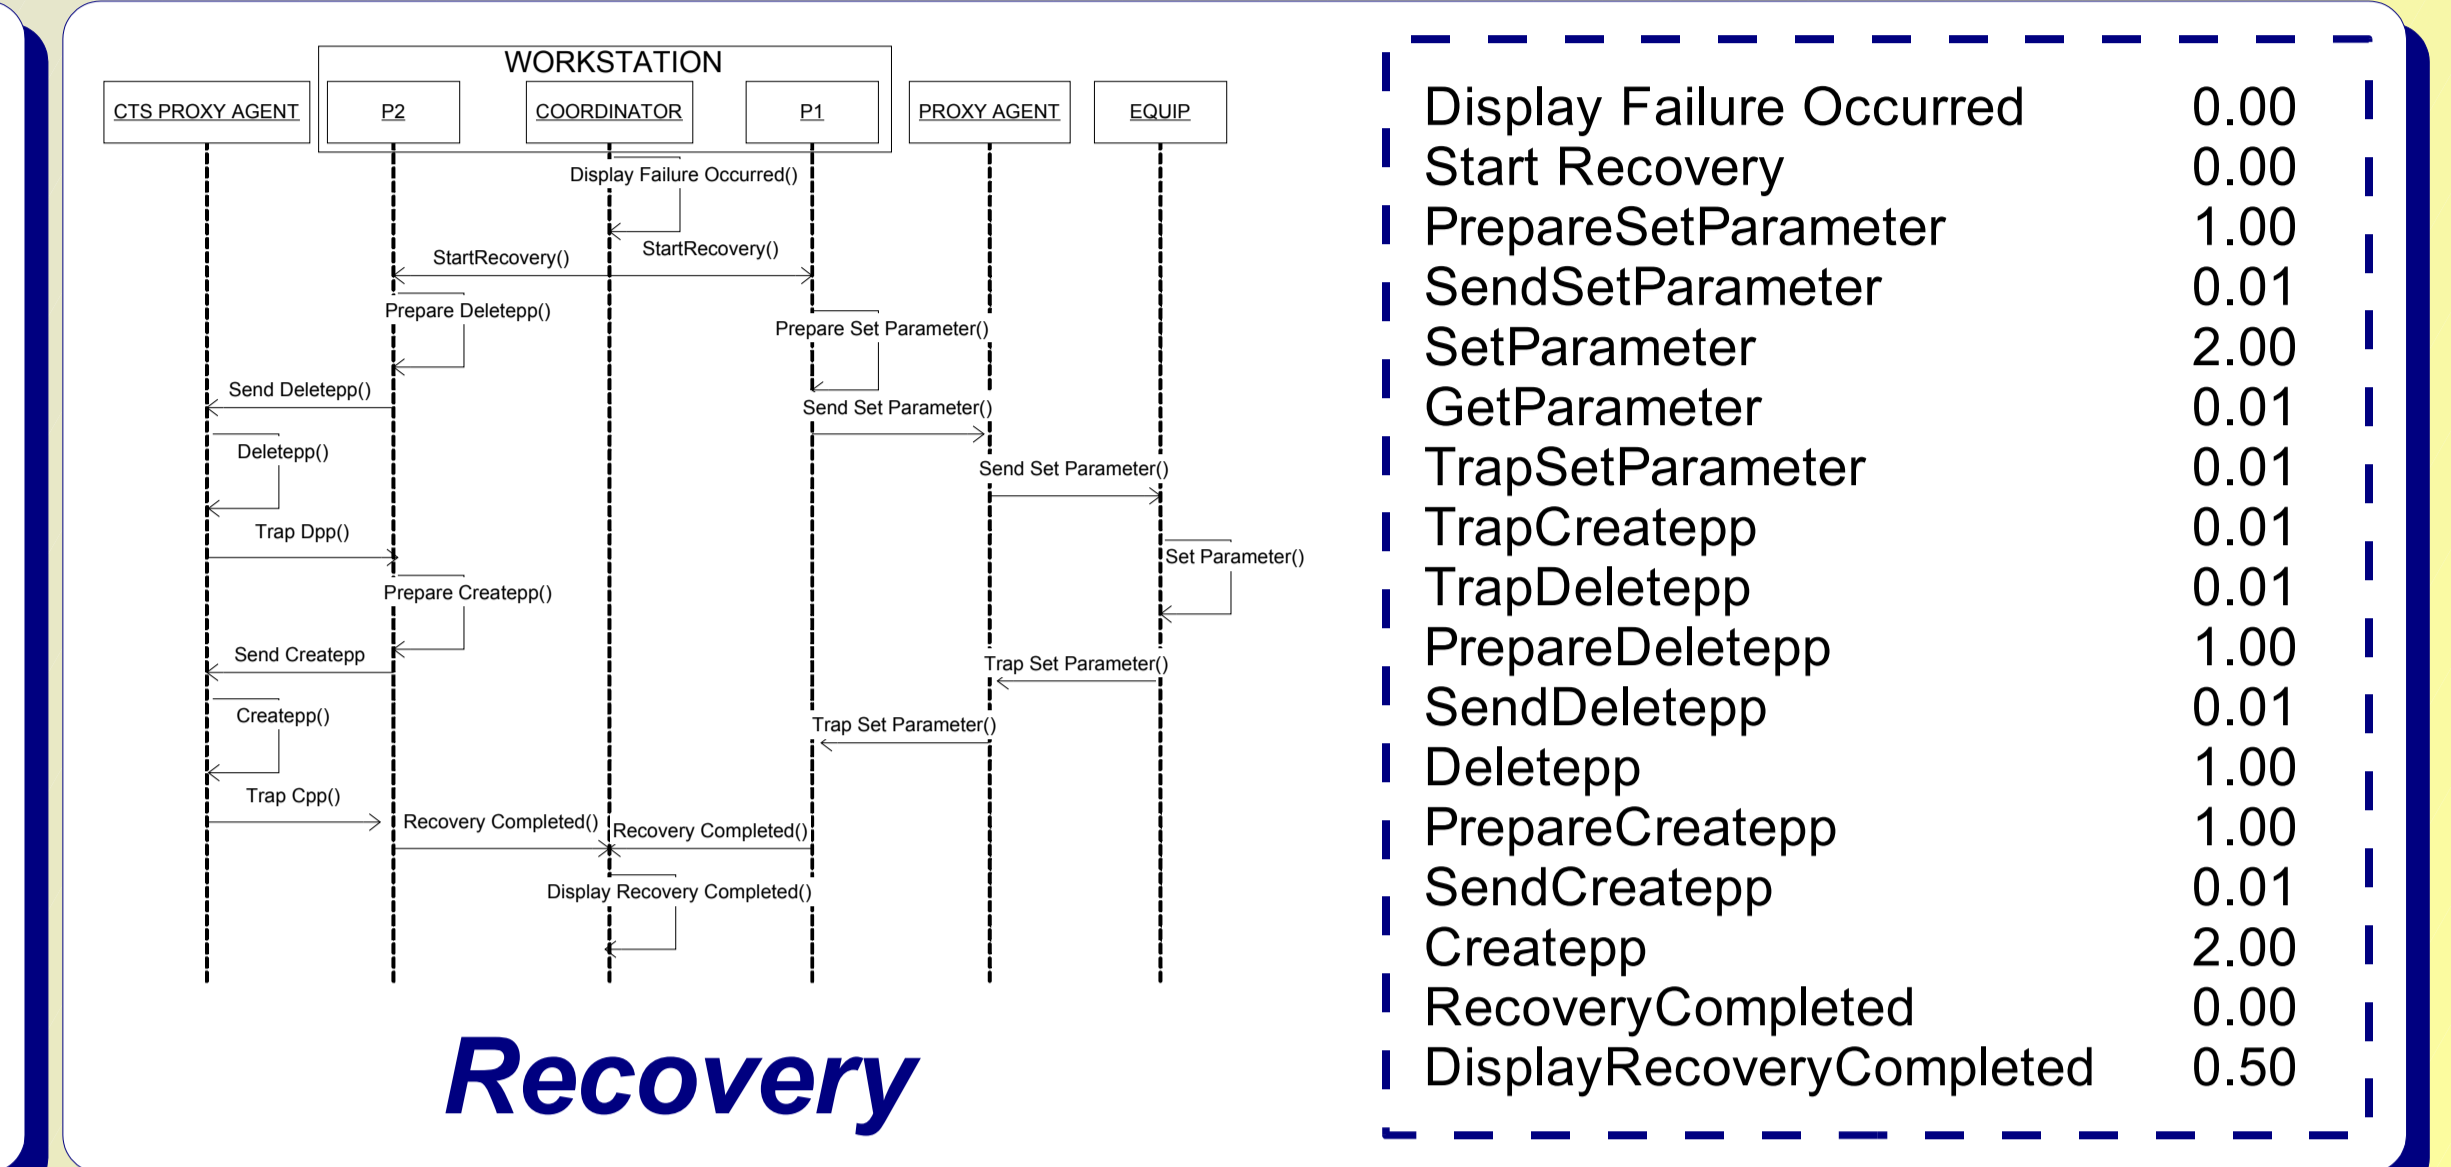 WORKSTATION
CTS PROXY AGENT
P2
COORDINATOR
P1
PROXY AGENT
EQUIP
Display Failure Occurred()
StartRecovery()
StartRecovery()
Prepare Deletepp()
Prepare Set Parameter()
Send Deletepp()
Send Set Parameter()
Deletepp()
Send Set Parameter()
Trap Dpp()
Set Parameter()
Prepare Createpp()
Send Createpp
Trap Set Parameter()
Createpp()
Trap Set Parameter()
Trap Cpp()
Recovery Completed()
Recovery Completed()
Display Recovery Completed()
Recovery
Display Failure Occurred 0.00
Start Recovery 0.00
PrepareSetParameter 1.00
SendSetParameter 0.01
SetParameter 2.00
GetParameter 0.01
TrapSetParameter 0.01
TrapCreatepp 0.01
TrapDeletepp 0.01
PrepareDeletepp 1.00
SendDeletepp 0.01
Deletepp 1.00
PrepareCreatepp 1.00
SendCreatepp 0.01
Createpp 2.00
RecoveryCompleted 0.00
DisplayRecoveryCompleted 0.50